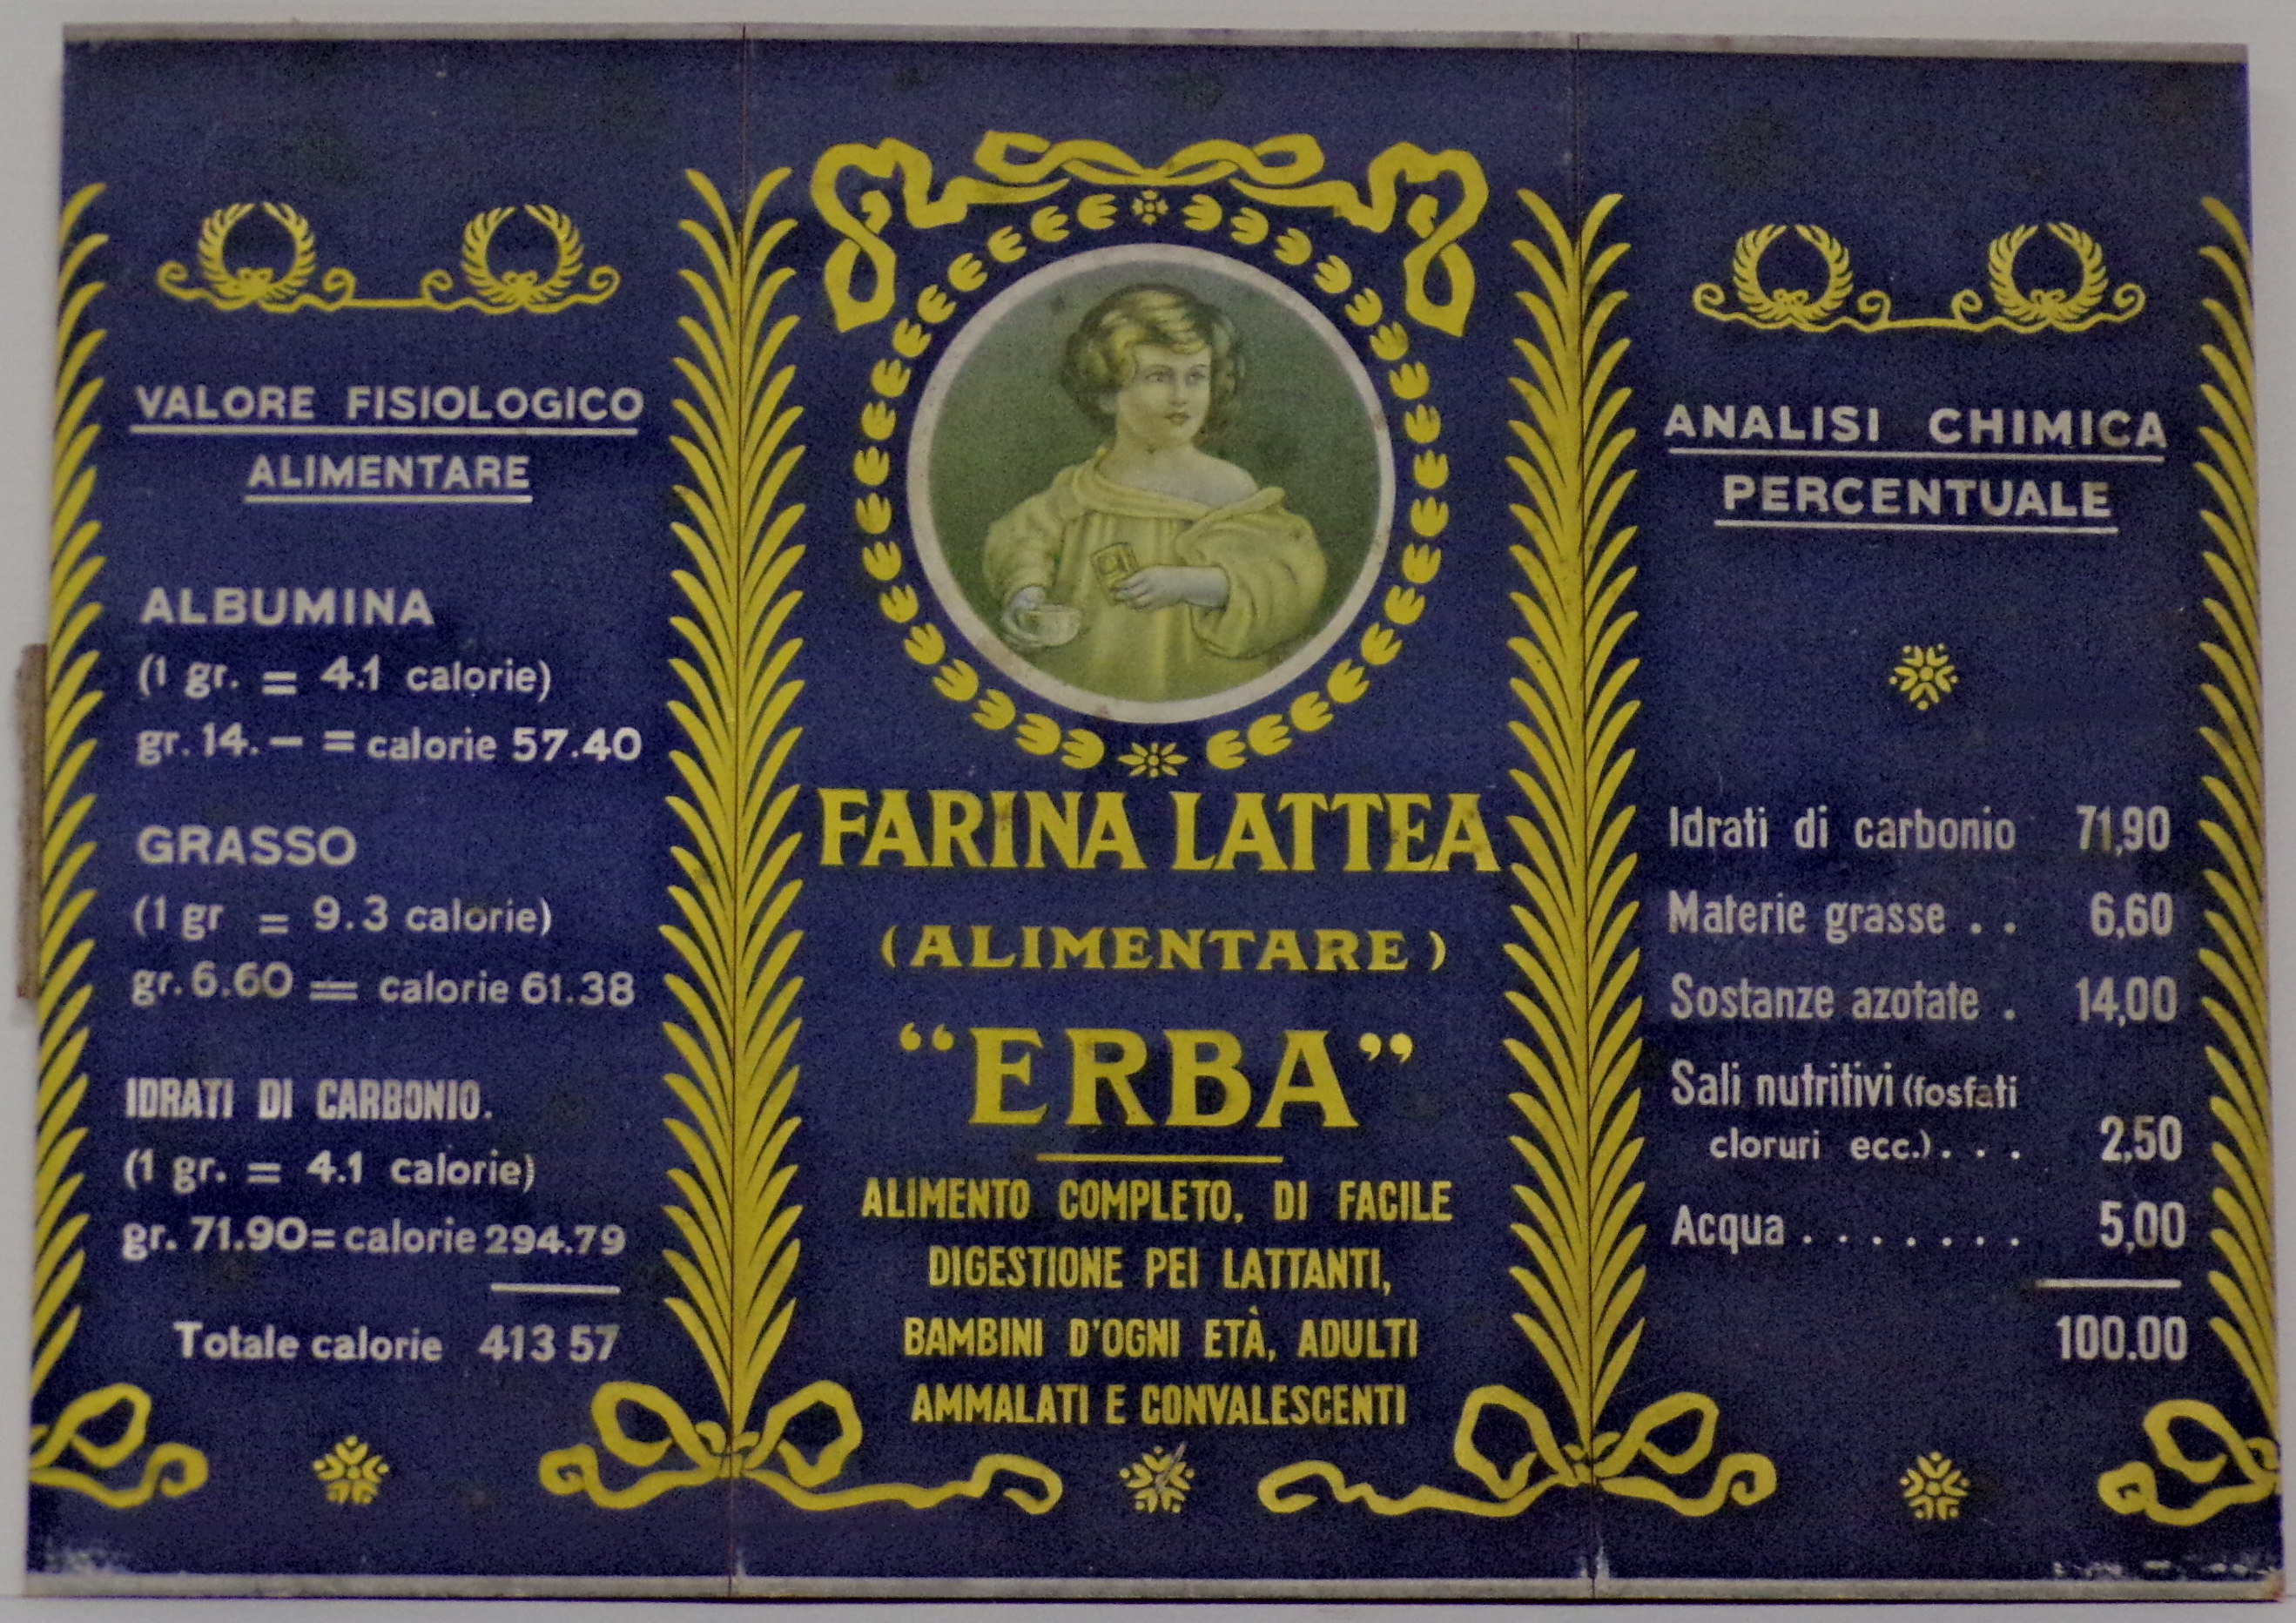 VALORE FISIOLOGICO
ALIMENTARE
ALBUMINA
(1 gr. = 4.1 calorie)
gr. 14. — = calorie 57.40
GRASSO
(1 gr = 9.3 calorie)
gr. 6.60 = calorie 61.38
IDRATI DI CARBONIO.
(1 gr. = 4.1 calorie)
gr. 71.90 = calorie 294.79
Totale calorie 413 57
FARINA LATTEA
(ALIMENTARE)
“ERBA”
ALIMENTO COMPLETO, DI FACILE
DIGESTIONE PEI LATTANTI,
BAMBINI D'OGNI ETÀ, ADULTI
AMMALATI E CONVALESCENTI
ANALISI CHIMICA
PERCENTUALE
Idrati di carbonio 71,90
Materie grasse . . 6,60
Sostanze azotate . 14,00
Sali nutritivi (fosfati
cloruri ecc.) . . . 2,50
Acqua . . . . . . . 5,00
100.00